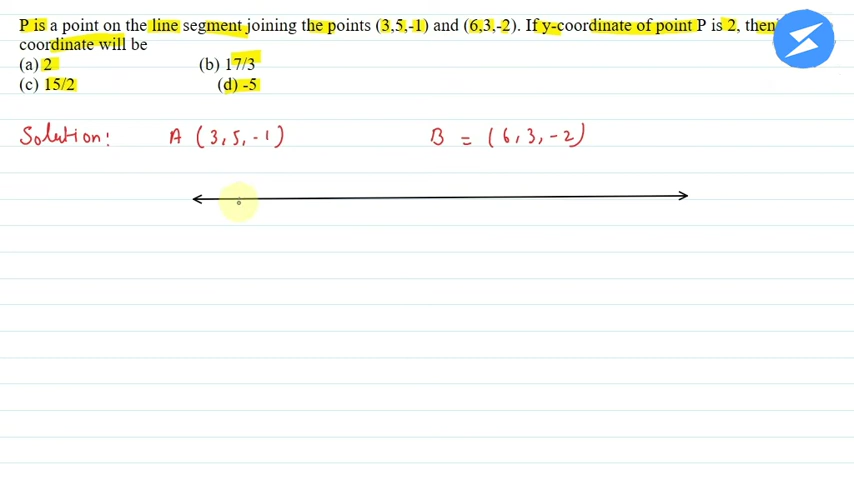 P is a point on the line segment joining the points (3,5,-1) and (6,3,-2). If y-coordinate of point P is 2, then
coordinate will be
(a) 2 (b) 17/3
(c) 15/2 (d) -5
Solution: A (3, 5, -1) B = (6, 3, -2)